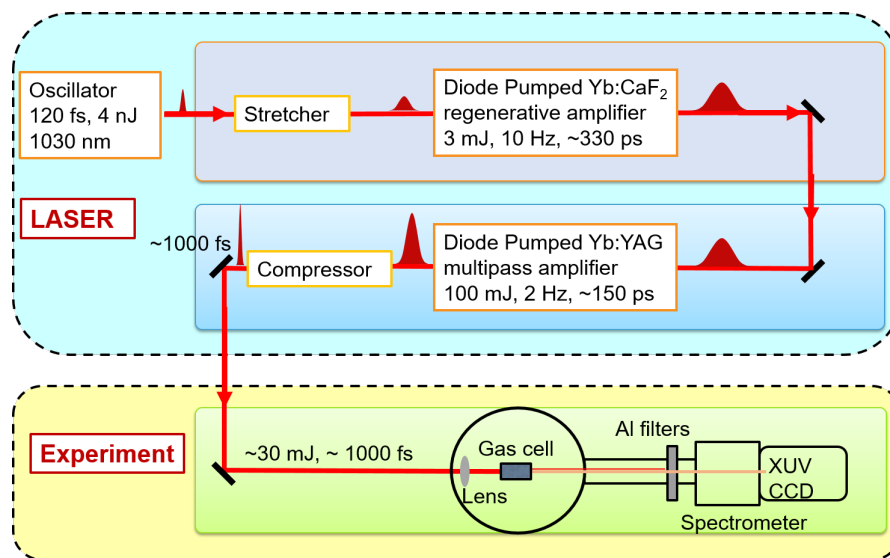 Oscillator
120 fs, 4 nJ
1030 nm
Stretcher
Diode Pumped Yb:CaF₂
regenerative amplifier
3 mJ, 10 Hz, ~330 ps
LASER
~1000 fs
Compressor
Diode Pumped Yb:YAG
multipass amplifier
100 mJ, 2 Hz, ~150 ps
Experiment
~30 mJ, ~ 1000 fs
Lens
Gas cell
Al filters
XUV
CCD
Spectrometer